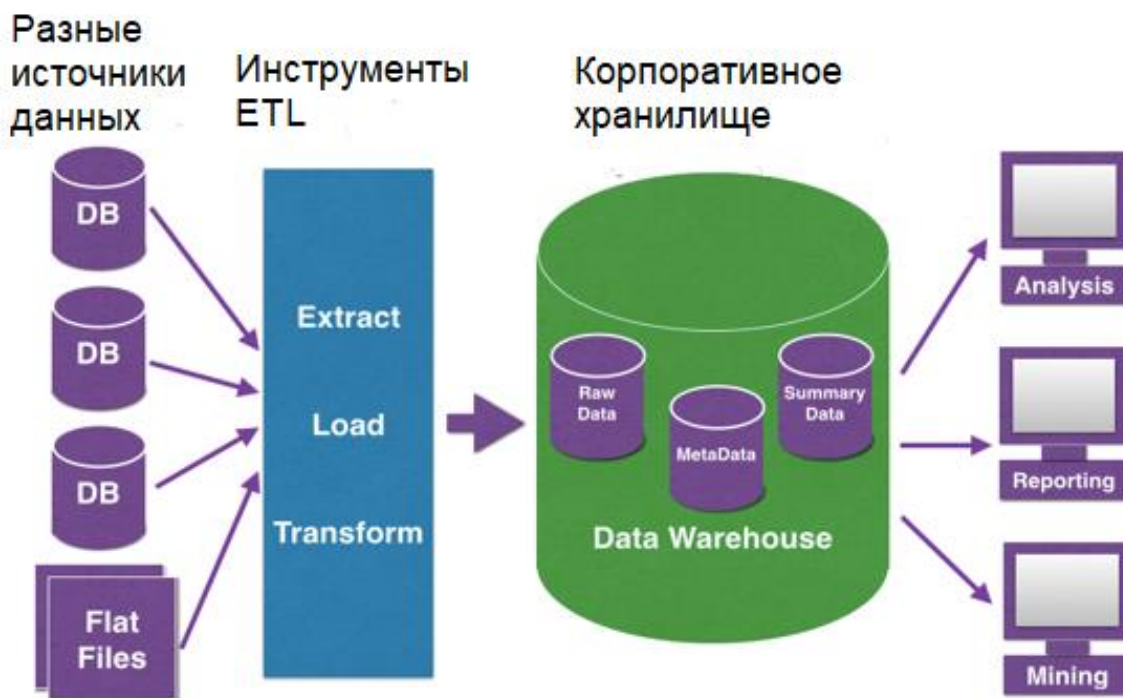 Разные
источники
данных
Инструменты
ETL
Корпоративное
хранилище
DB
DB
DB
Flat
Files
Extract
Load
Transform
Raw
Data
MetaData
Summary
Data
Data Warehouse
Analysis
Reporting
Mining